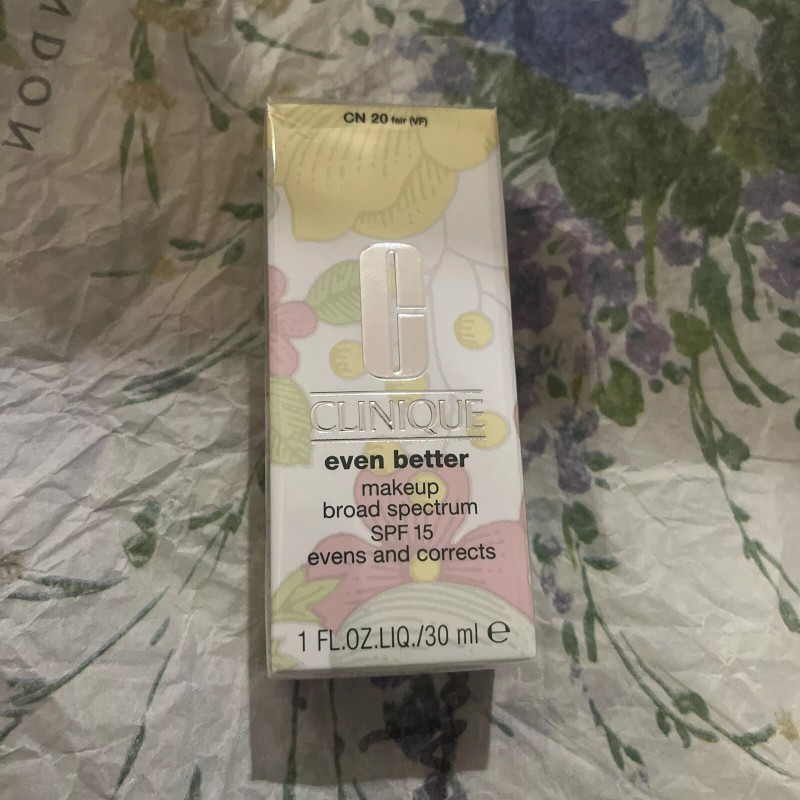 NDON
CN 20 fair (VF)
CLINIQUE
even better
makeup
broad spectrum
SPF 15
evens and corrects
1 FL.OZ.LIQ./30 ml e